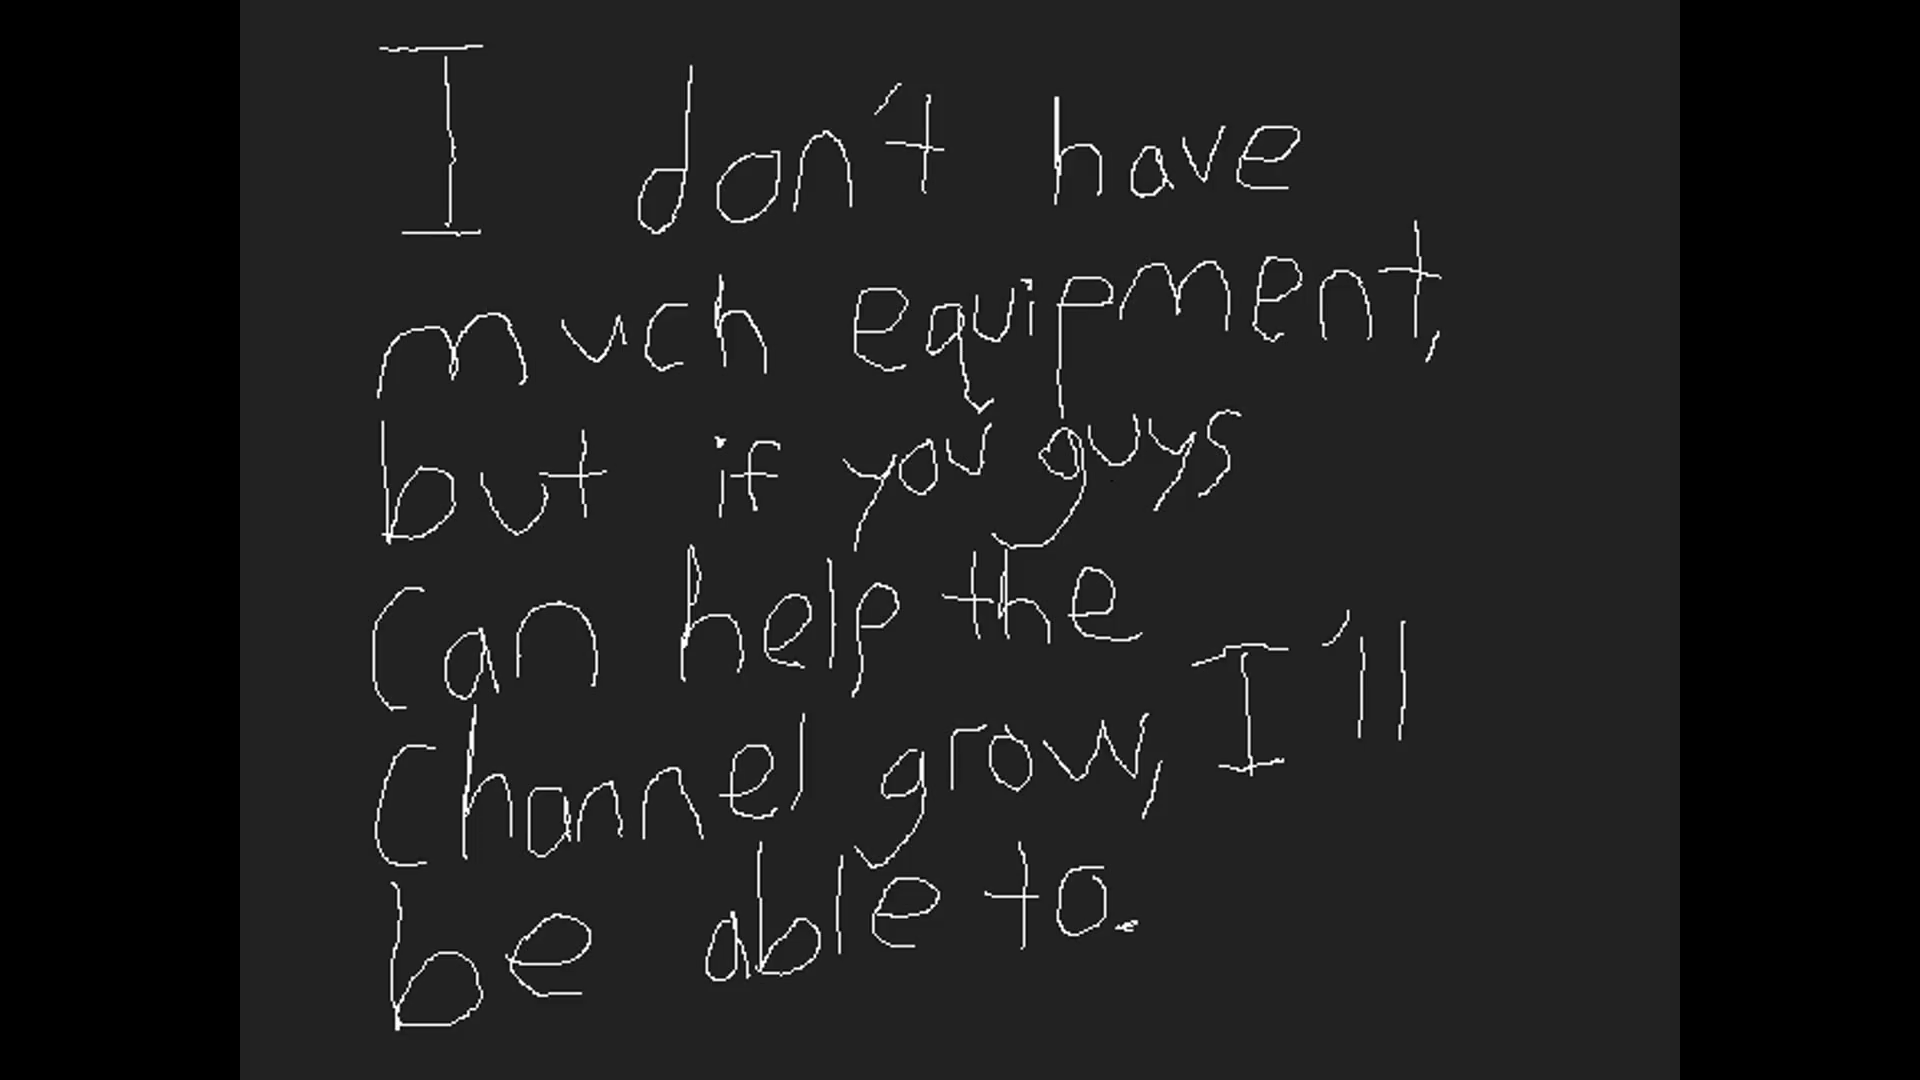 I don't have
much equipment,
but if you guys
can help the
channel grow, I'll
be able to.